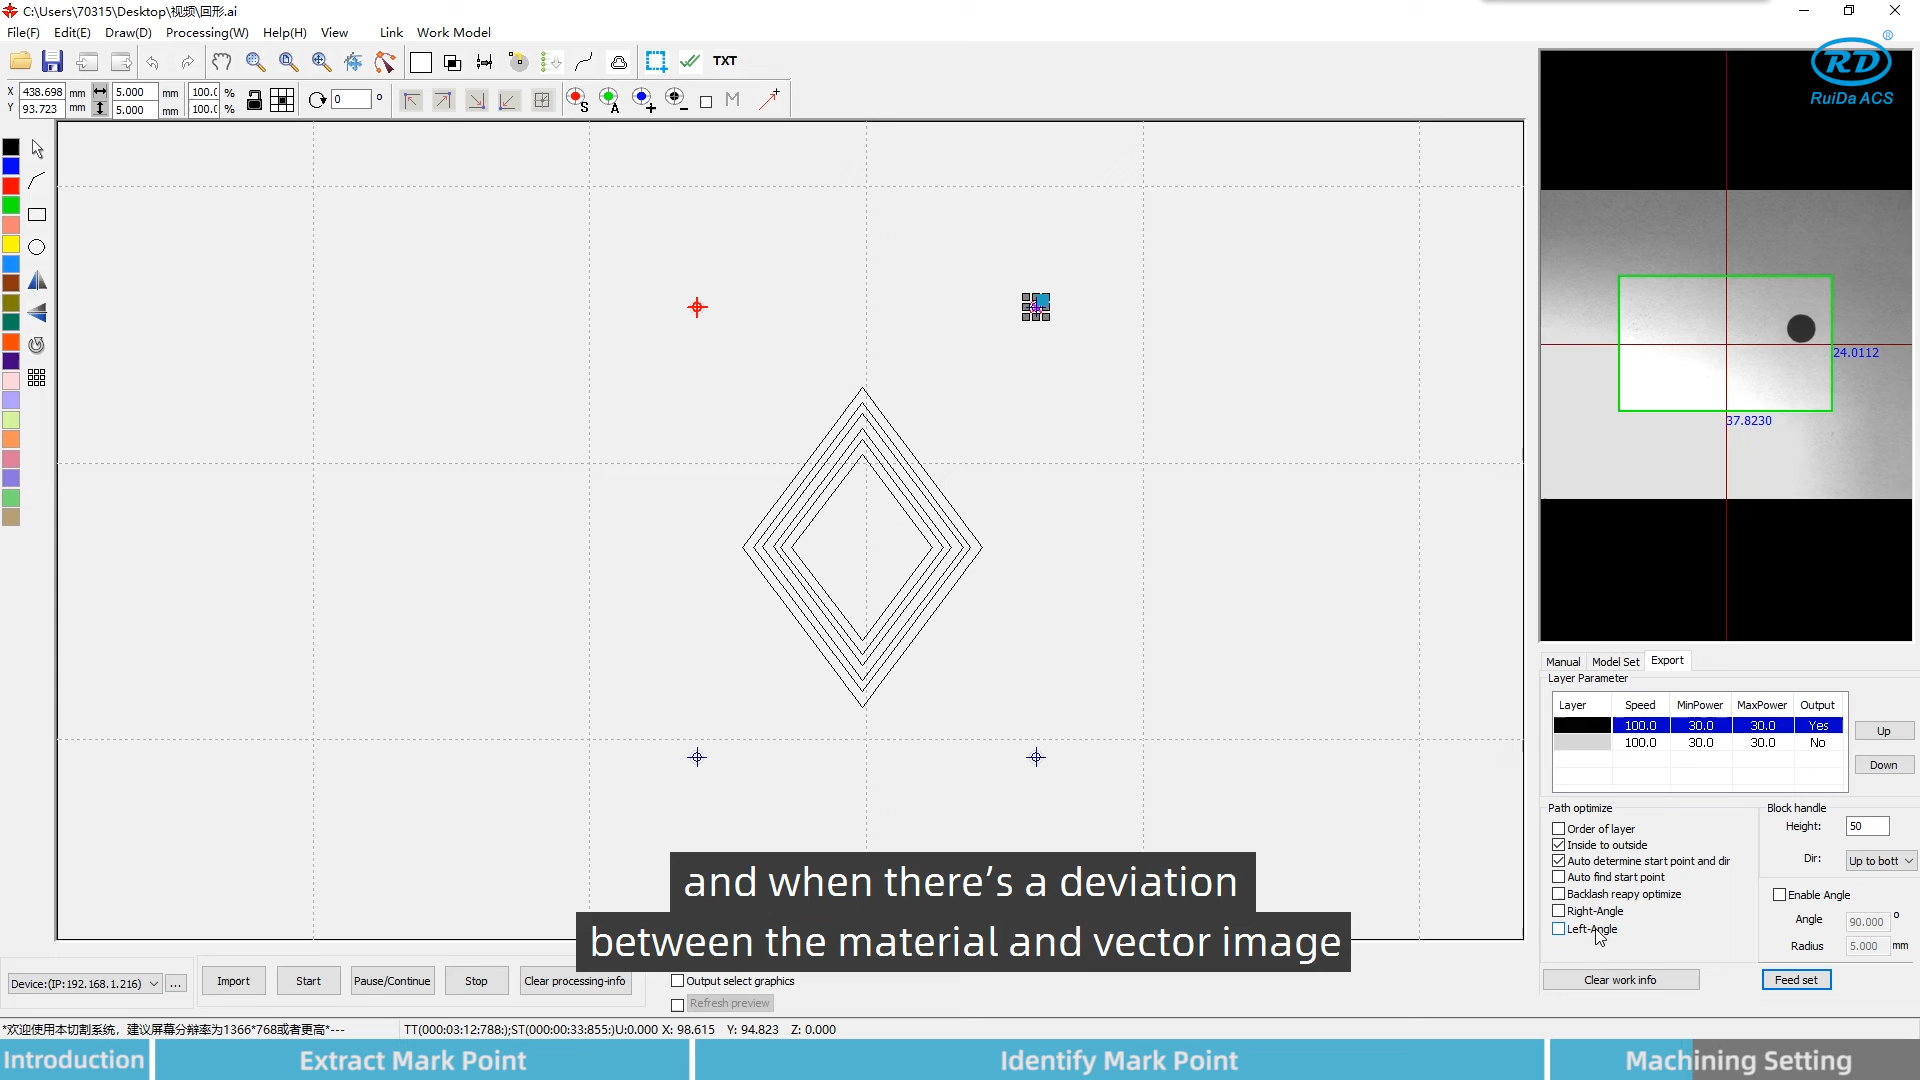 C:\Users\70315\Desktop\视频\回形.ai
File(F) Edit(E) Draw(D) Processing(W) Help(H) View Link Work Model
TXT
X 438.698 mm 5.000 mm 100.( %
Y 93.723 mm 5.000 mm 100.( %
0 °
S A M
®
RD
RuiDa ACS
24.0112
37.8230
Manual Model Set Export
Layer Parameter
Layer Speed MinPower MaxPower Output
100.0 30.0 30.0 Yes
100.0 30.0 30.0 No
Up
Down
Path optimize
Order of layer
Inside to outside
Auto determine start point and dir
Auto find start point
Backlash reapy optimize
Right-Angle
Left-Angle
Block handle
Height: 50
Dir: Up to bott
Enable Angle
Angle 90.000 °
Radius 5.000 mm
Clear work info Feed set
and when there's a deviation
between the material and vector image
Device:(IP:192.168.1.216) ... Import Start Pause/Continue Stop Clear processing-info
Output select graphics
Refresh preview
*欢迎使用本切割系统，建议屏幕分辩率为1366*768或者更高*--- TT(000:03:12:788:);ST(000:00:33:855:)U:0.000 X: 98.615 Y: 94.823 Z: 0.000
Introduction Extract Mark Point Identify Mark Point Machining Setting